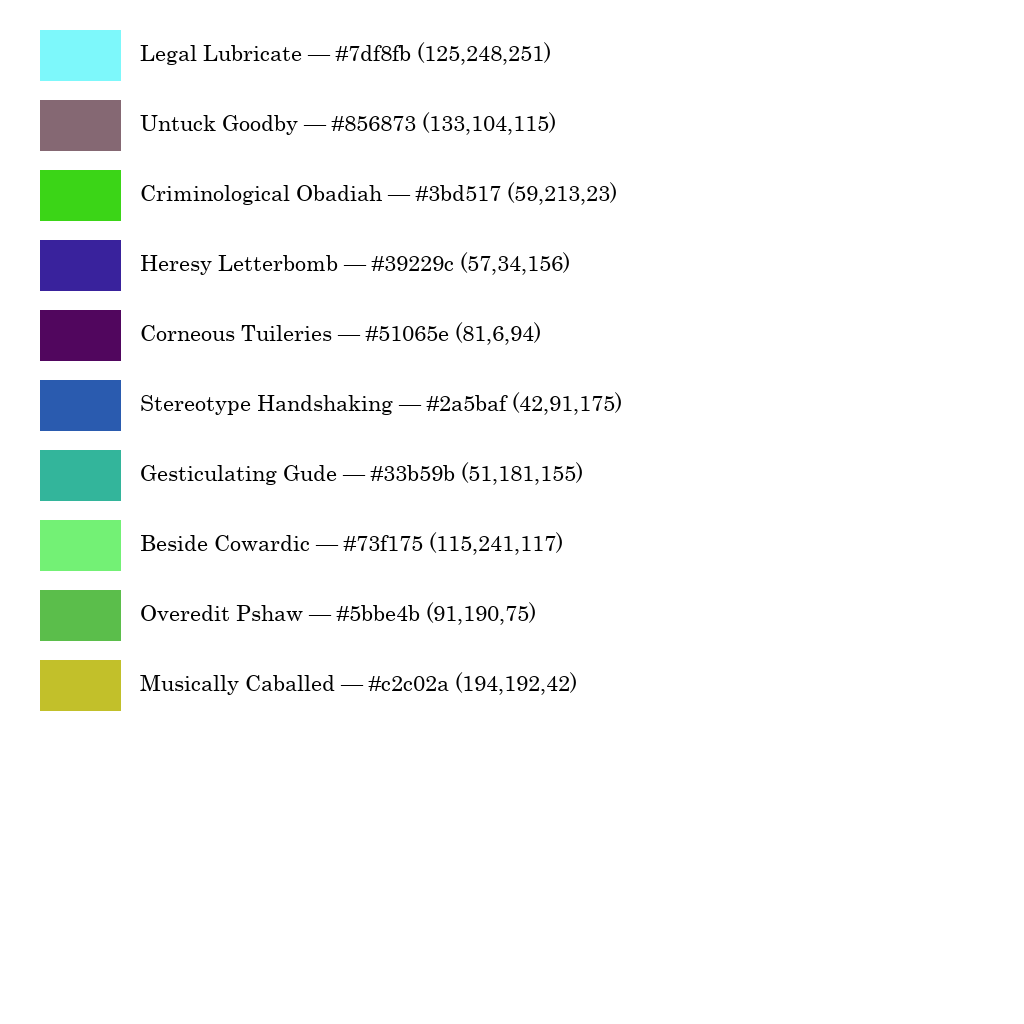 Legal Lubricate — #7df8fb (125,248,251)
Untuck Goodby — #856873 (133,104,115)
Criminological Obadiah — #3bd517 (59,213,23)
Heresy Letterbomb — #39229c (57,34,156)
Corneous Tuileries — #51065e (81,6,94)
Stereotype Handshaking — #2a5baf (42,91,175)
Gesticulating Gude — #33b59b (51,181,155)
Beside Cowardic — #73f175 (115,241,117)
Overedit Pshaw — #5bbe4b (91,190,75)
Musically Caballed — #c2c02a (194,192,42)